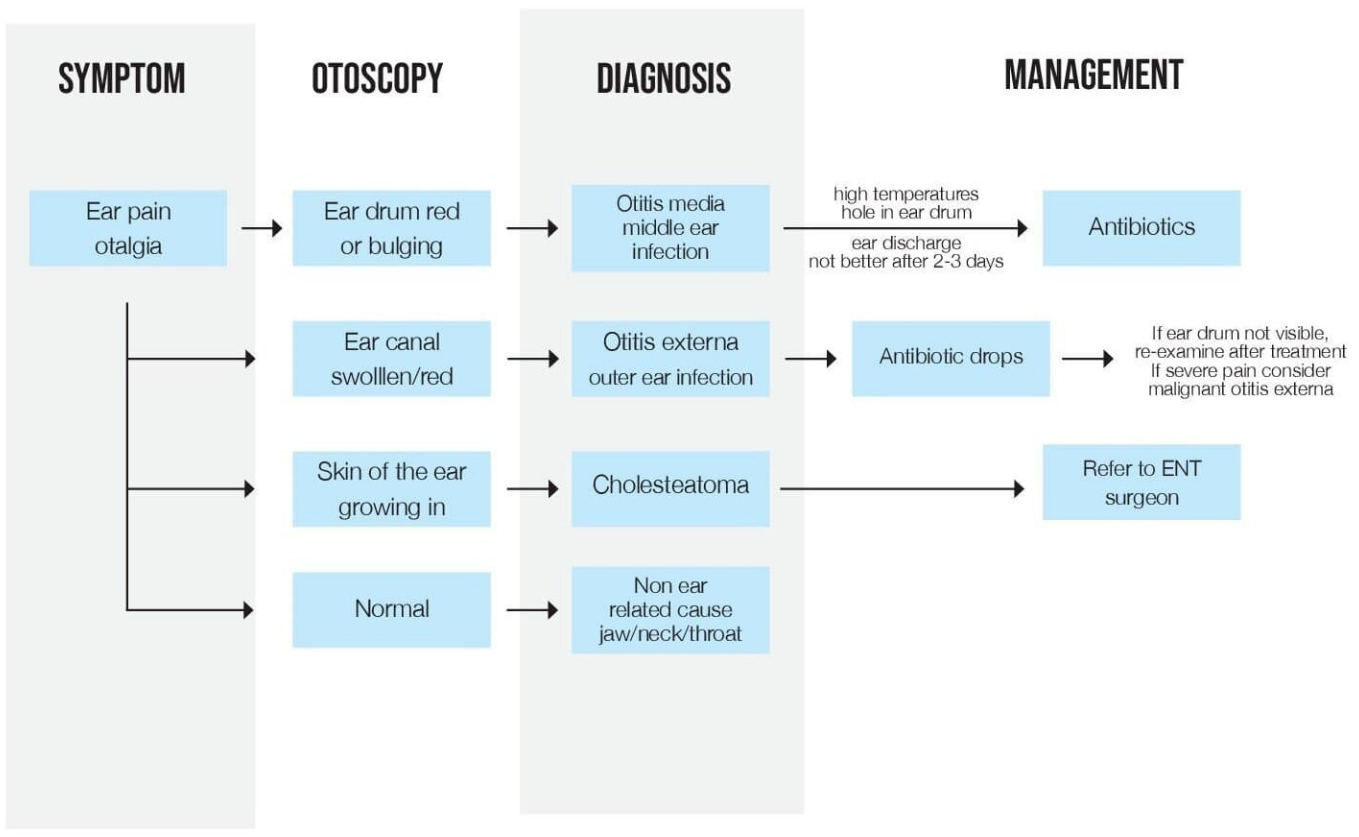 SYMPTOM
OTOSCOPY
DIAGNOSIS
MANAGEMENT
Ear pain
otalgia
Ear drum red
or bulging
Otitis media
middle ear
infection
high temperatures
hole in ear drum
ear discharge
not better after 2-3 days
Antibiotics
Ear canal
swolllen/red
Otitis externa
outer ear infection
Antibiotic drops
If ear drum not visible,
re-examine after treatment
If severe pain consider
malignant otitis externa
Skin of the ear
growing in
Cholesteatoma
Refer to ENT
surgeon
Normal
Non ear
related cause
jaw/neck/throat